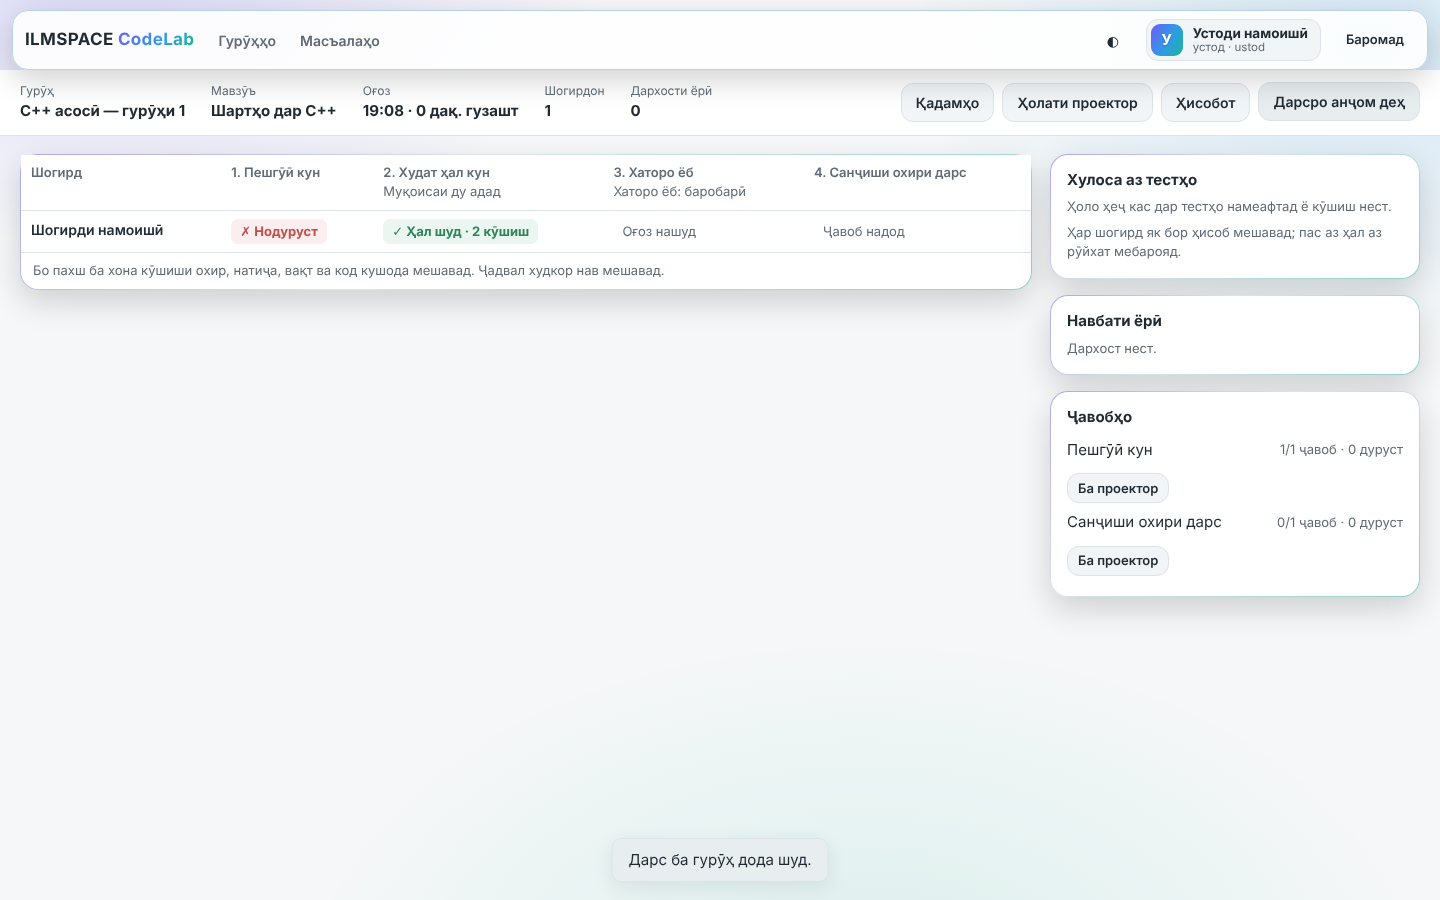 ILMSPACE CodeLab
Гурӯҳҳо
Масъалаҳо
◐
У
Устоди намоишӣ
устод · ustod
Баромад
Гурӯҳ
C++ асосӣ — гурӯҳи 1
Мавзӯъ
Шартҳо дар C++
Оғоз
19:08 · 0 дақ. гузашт
Шогирдон
1
Дархости ёрӣ
0
Қадамҳо
Ҳолати проектор
Ҳисобот
Дарсро анҷом деҳ
Шогирд
1. Пешгӯӣ кун
2. Худат ҳал кун
Муқоисаи ду адад
3. Хаторо ёб
Хаторо ёб: баробарӣ
4. Санҷиши охири дарс
Шогирди намоишӣ
✗ Нодуруст
✓ Ҳал шуд · 2 кӯшиш
Оғоз нашуд
Ҷавоб надод
Бо пахш ба хона кӯшиши охир, натиҷа, вақт ва код кушода мешавад. Ҷадвал худкор нав мешавад.
Хулоса аз тестҳо
Ҳоло ҳеҷ кас дар тестҳо намеафтад ё кӯшиш нест.
Ҳар шогирд як бор ҳисоб мешавад; пас аз ҳал аз
рӯйхат мебарояд.
Навбати ёрӣ
Дархост нест.
Ҷавобҳо
Пешгӯӣ кун
1/1 ҷавоб · 0 дуруст
Ба проектор
Санҷиши охири дарс
0/1 ҷавоб · 0 дуруст
Ба проектор
Дарс ба гурӯҳ дода шуд.